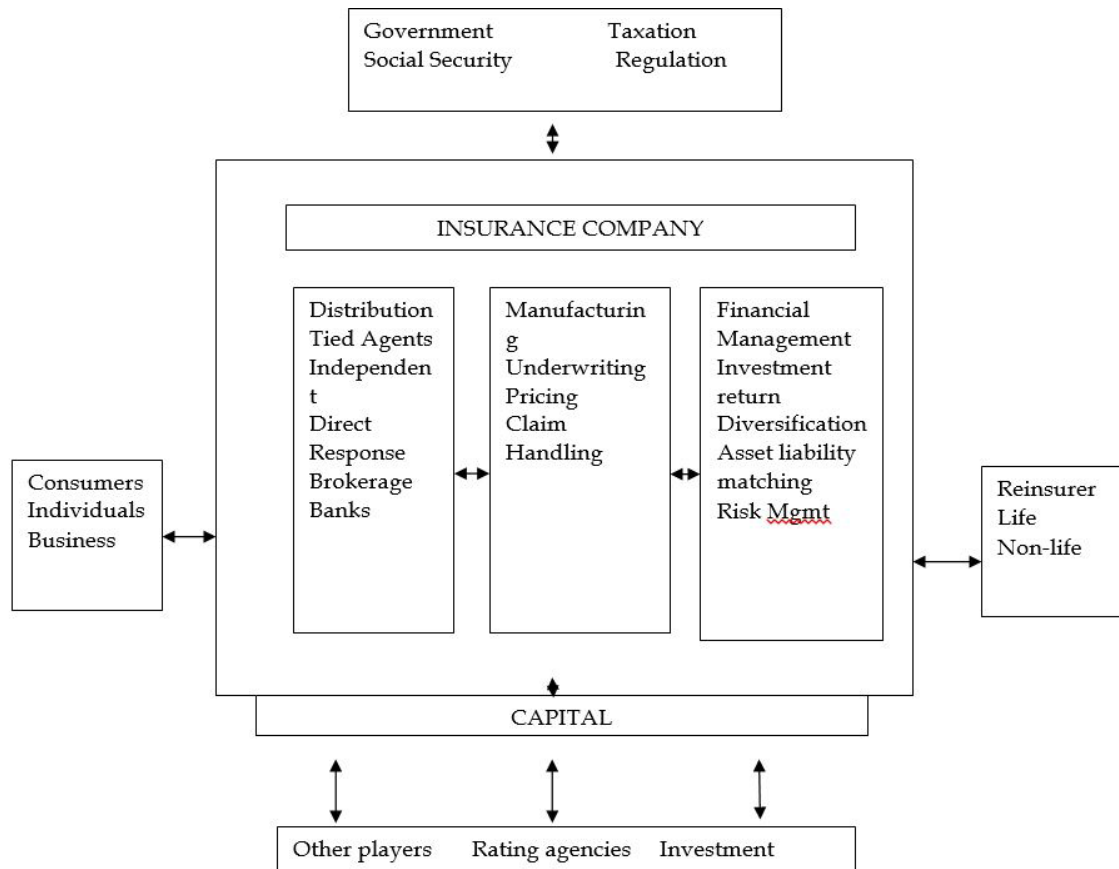 Government Taxation
Social Security Regulation
INSURANCE COMPANY
Distribution
Tied Agents
Independen
t
Direct
Response
Brokerage
Banks
Manufacturin
g
Underwriting
Pricing
Claim
Handling
Financial
Management
Investment
return
Diversification
Asset liability
matching
Risk Mgmt
Consumers
Individuals
Business
Reinsurer
Life
Non-life
CAPITAL
Other players Rating agencies Investment